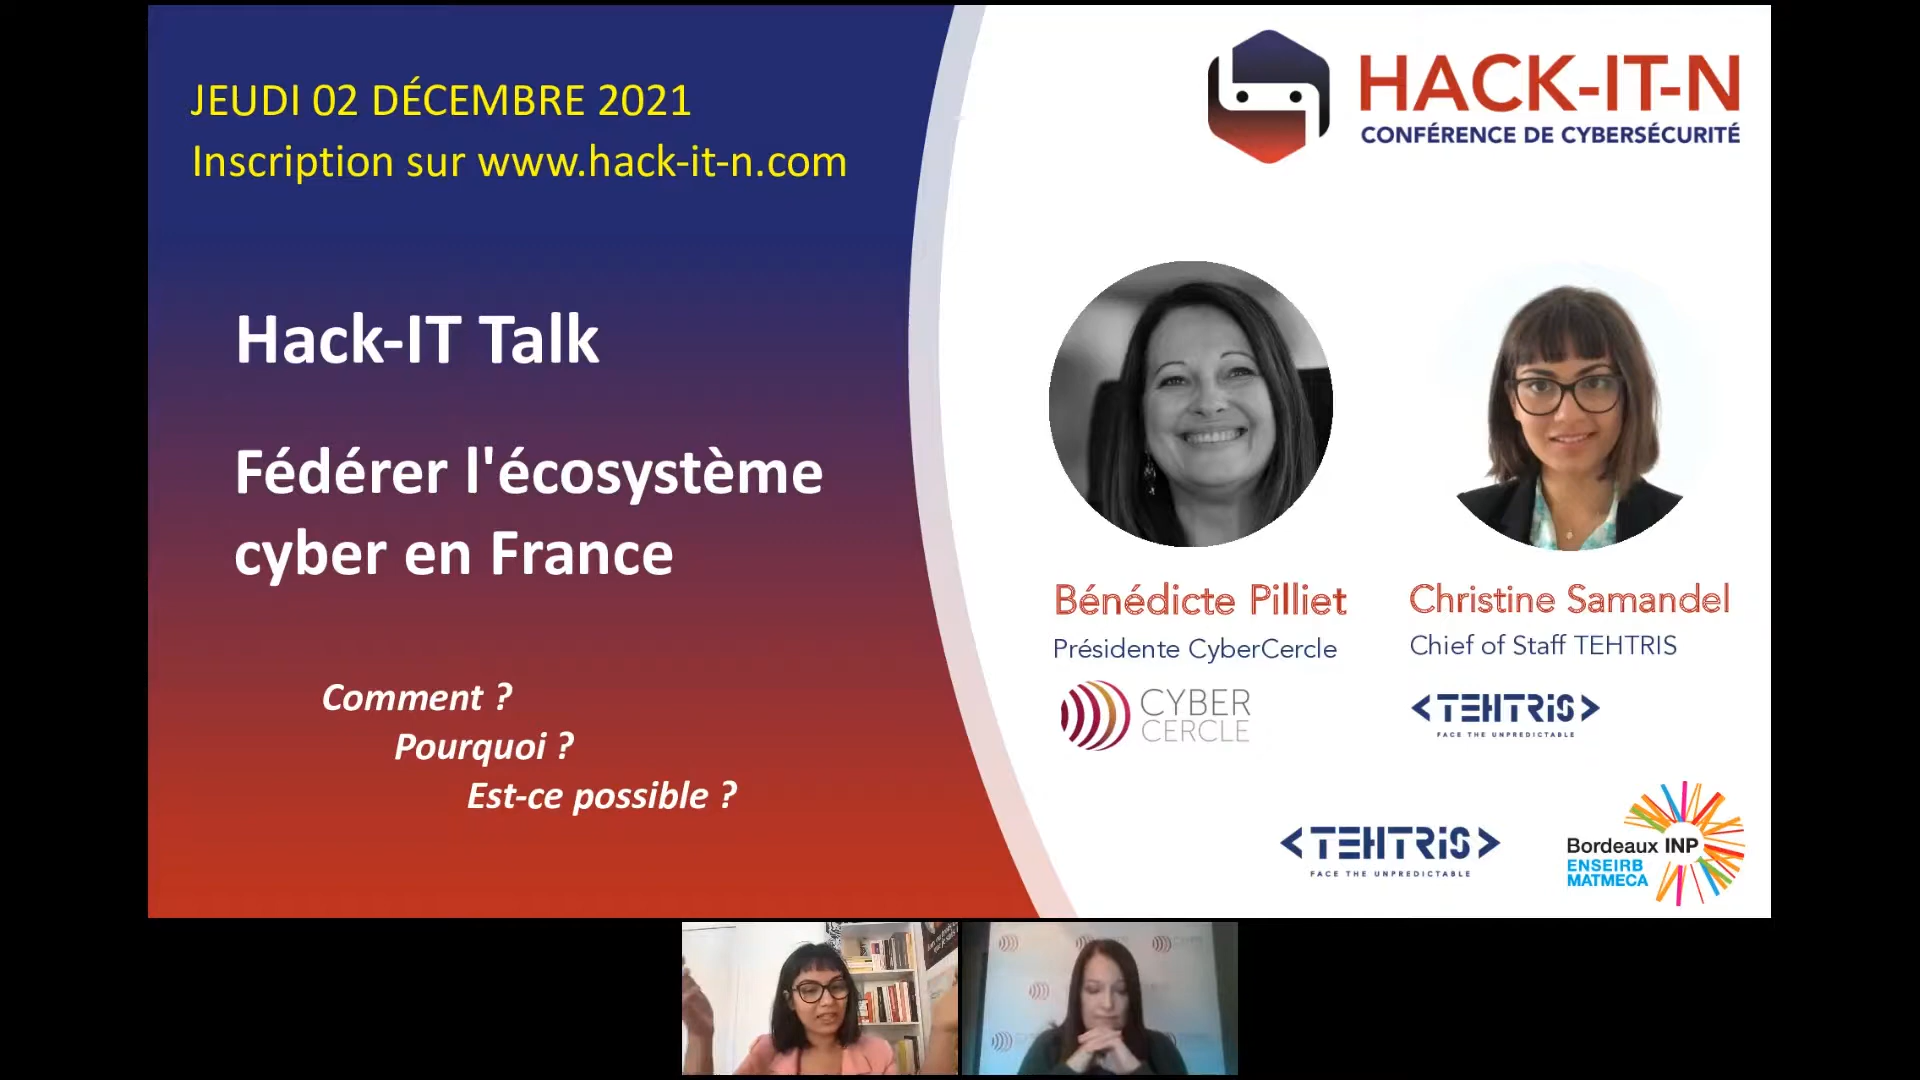 JEUDI 02 DÉCEMBRE 2021
Inscription sur www.hack-it-n.com
Hack-IT Talk
Fédérer l'écosystème
cyber en France
Comment ?
Pourquoi ?
Est-ce possible ?
HACK-IT-N
CONFÉRENCE DE CYBERSÉCURITÉ
Bénédicte Pilliet
Présidente CyberCercle
CYBER
CERCLE
Christine Samandel
Chief of Staff TEHTRIS
<TEHTRIS>
FACE THE UNPREDICTABLE
<TEHTRIS>
FACE THE UNPREDICTABLE
Bordeaux INP
ENSEIRB
MATMECA